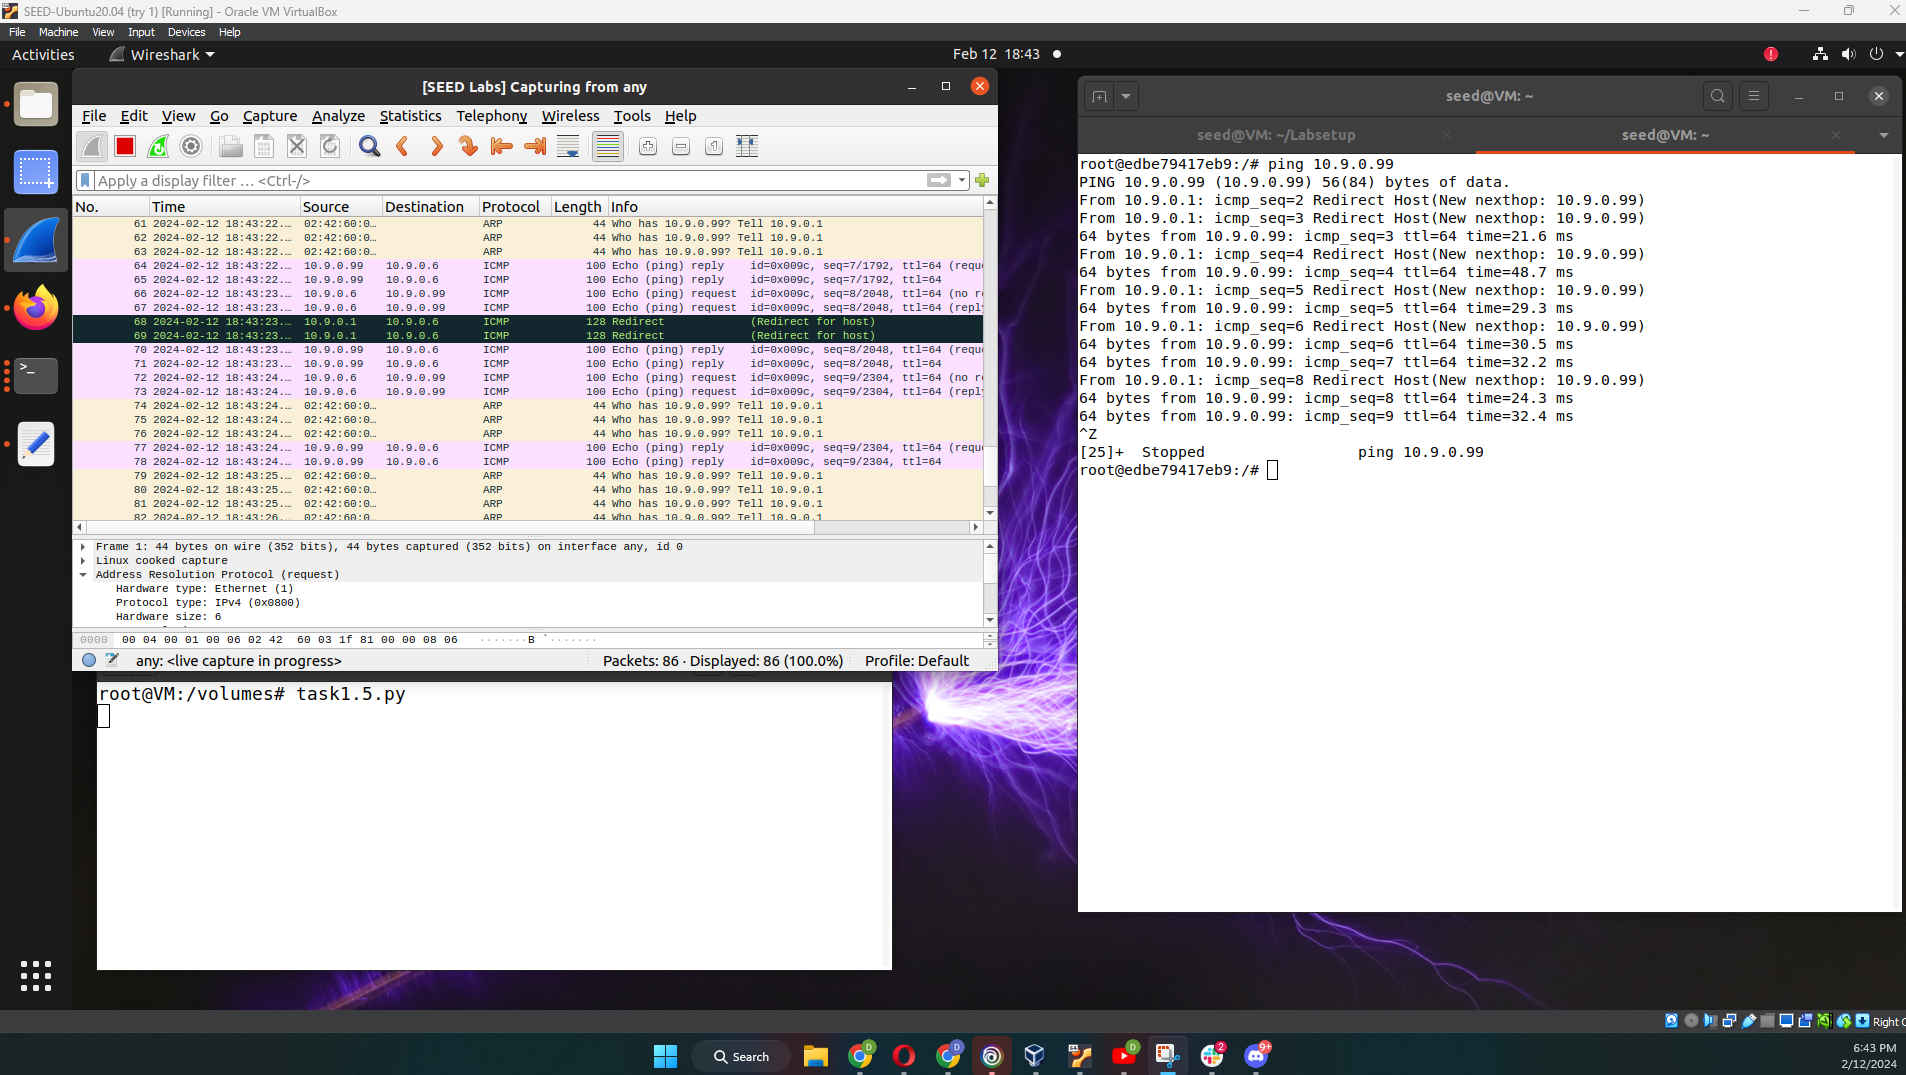 SEED-Ubuntu20.04 (try 1) [Running] - Oracle VM VirtualBox
File Machine View Input Devices Help
Activities Wireshark Feb 12 18:43
[SEED Labs] Capturing from any
File Edit View Go Capture Analyze Statistics Telephony Wireless Tools Help
Apply a display filter … <Ctrl-/>
No. Time Source Destination Protocol Length Info
61 2024-02-12 18:43:22… 02:42:60:0… ARP 44 Who has 10.9.0.99? Tell 10.9.0.1
62 2024-02-12 18:43:22… 02:42:60:0… ARP 44 Who has 10.9.0.99? Tell 10.9.0.1
63 2024-02-12 18:43:22… 02:42:60:0… ARP 44 Who has 10.9.0.99? Tell 10.9.0.1
64 2024-02-12 18:43:22… 10.9.0.99 10.9.0.6 ICMP 100 Echo (ping) reply id=0x009c, seq=7/1792, ttl=64 (requ
65 2024-02-12 18:43:22… 10.9.0.99 10.9.0.6 ICMP 100 Echo (ping) reply id=0x009c, seq=7/1792, ttl=64
66 2024-02-12 18:43:23… 10.9.0.6 10.9.0.99 ICMP 100 Echo (ping) request id=0x009c, seq=8/2048, ttl=64 (no r
67 2024-02-12 18:43:23… 10.9.0.6 10.9.0.99 ICMP 100 Echo (ping) request id=0x009c, seq=8/2048, ttl=64 (repl
68 2024-02-12 18:43:23… 10.9.0.1 10.9.0.6 ICMP 128 Redirect (Redirect for host)
69 2024-02-12 18:43:23… 10.9.0.1 10.9.0.6 ICMP 128 Redirect (Redirect for host)
70 2024-02-12 18:43:23… 10.9.0.99 10.9.0.6 ICMP 100 Echo (ping) reply id=0x009c, seq=8/2048, ttl=64 (requ
71 2024-02-12 18:43:23… 10.9.0.99 10.9.0.6 ICMP 100 Echo (ping) reply id=0x009c, seq=8/2048, ttl=64
72 2024-02-12 18:43:24… 10.9.0.6 10.9.0.99 ICMP 100 Echo (ping) request id=0x009c, seq=9/2304, ttl=64 (no r
73 2024-02-12 18:43:24… 10.9.0.6 10.9.0.99 ICMP 100 Echo (ping) request id=0x009c, seq=9/2304, ttl=64 (repl
74 2024-02-12 18:43:24… 02:42:60:0… ARP 44 Who has 10.9.0.99? Tell 10.9.0.1
75 2024-02-12 18:43:24… 02:42:60:0… ARP 44 Who has 10.9.0.99? Tell 10.9.0.1
76 2024-02-12 18:43:24… 02:42:60:0… ARP 44 Who has 10.9.0.99? Tell 10.9.0.1
77 2024-02-12 18:43:24… 10.9.0.99 10.9.0.6 ICMP 100 Echo (ping) reply id=0x009c, seq=9/2304, ttl=64 (requ
78 2024-02-12 18:43:24… 10.9.0.99 10.9.0.6 ICMP 100 Echo (ping) reply id=0x009c, seq=9/2304, ttl=64
79 2024-02-12 18:43:25… 02:42:60:0… ARP 44 Who has 10.9.0.99? Tell 10.9.0.1
80 2024-02-12 18:43:25… 02:42:60:0… ARP 44 Who has 10.9.0.99? Tell 10.9.0.1
81 2024-02-12 18:43:25… 02:42:60:0… ARP 44 Who has 10.9.0.99? Tell 10.9.0.1
82 2024-02-12 18:43:26… 02:42:60:0… ARP 44 Who has 10.9.0.99? Tell 10.9.0.1
Frame 1: 44 bytes on wire (352 bits), 44 bytes captured (352 bits) on interface any, id 0
Linux cooked capture
Address Resolution Protocol (request)
Hardware type: Ethernet (1)
Protocol type: IPv4 (0x0800)
Hardware size: 6
0000 00 04 00 01 00 06 02 42 60 03 1f 81 00 00 08 06 ·······B `·······
any: <live capture in progress> Packets: 86 · Displayed: 86 (100.0%) Profile: Default
root@VM:/volumes# task1.5.py
seed@VM: ~
seed@VM: ~/Labsetup seed@VM: ~
root@edbe79417eb9:/# ping 10.9.0.99
PING 10.9.0.99 (10.9.0.99) 56(84) bytes of data.
From 10.9.0.1: icmp_seq=2 Redirect Host(New nexthop: 10.9.0.99)
From 10.9.0.1: icmp_seq=3 Redirect Host(New nexthop: 10.9.0.99)
64 bytes from 10.9.0.99: icmp_seq=3 ttl=64 time=21.6 ms
From 10.9.0.1: icmp_seq=4 Redirect Host(New nexthop: 10.9.0.99)
64 bytes from 10.9.0.99: icmp_seq=4 ttl=64 time=48.7 ms
From 10.9.0.1: icmp_seq=5 Redirect Host(New nexthop: 10.9.0.99)
64 bytes from 10.9.0.99: icmp_seq=5 ttl=64 time=29.3 ms
From 10.9.0.1: icmp_seq=6 Redirect Host(New nexthop: 10.9.0.99)
64 bytes from 10.9.0.99: icmp_seq=6 ttl=64 time=30.5 ms
64 bytes from 10.9.0.99: icmp_seq=7 ttl=64 time=32.2 ms
From 10.9.0.1: icmp_seq=8 Redirect Host(New nexthop: 10.9.0.99)
64 bytes from 10.9.0.99: icmp_seq=8 ttl=64 time=24.3 ms
64 bytes from 10.9.0.99: icmp_seq=9 ttl=64 time=32.4 ms
^Z
[25]+ Stopped ping 10.9.0.99
root@edbe79417eb9:/#
Right C
Search
D
D
64
D
2
9+
6:43 PM
2/12/2024